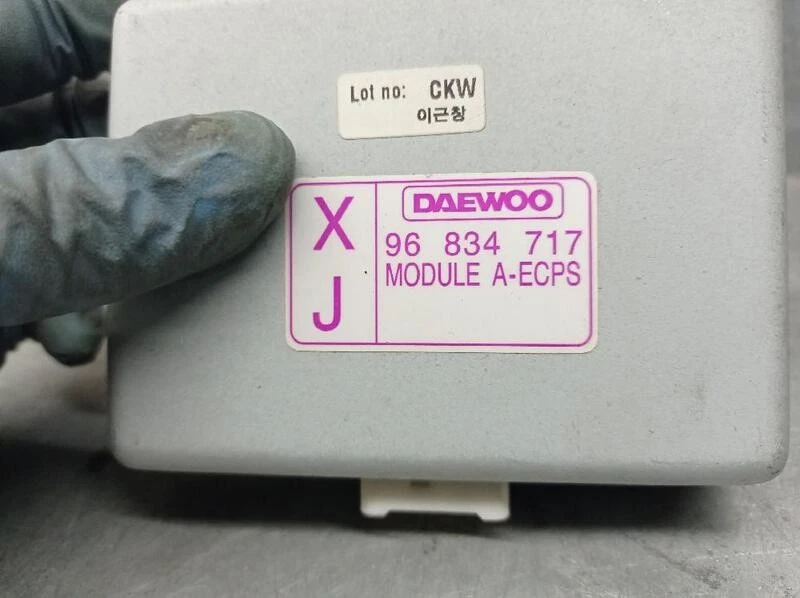 Lot no: CKW
이근창
X
J
DAEWOO
96 834 717
MODULE A-ECPS